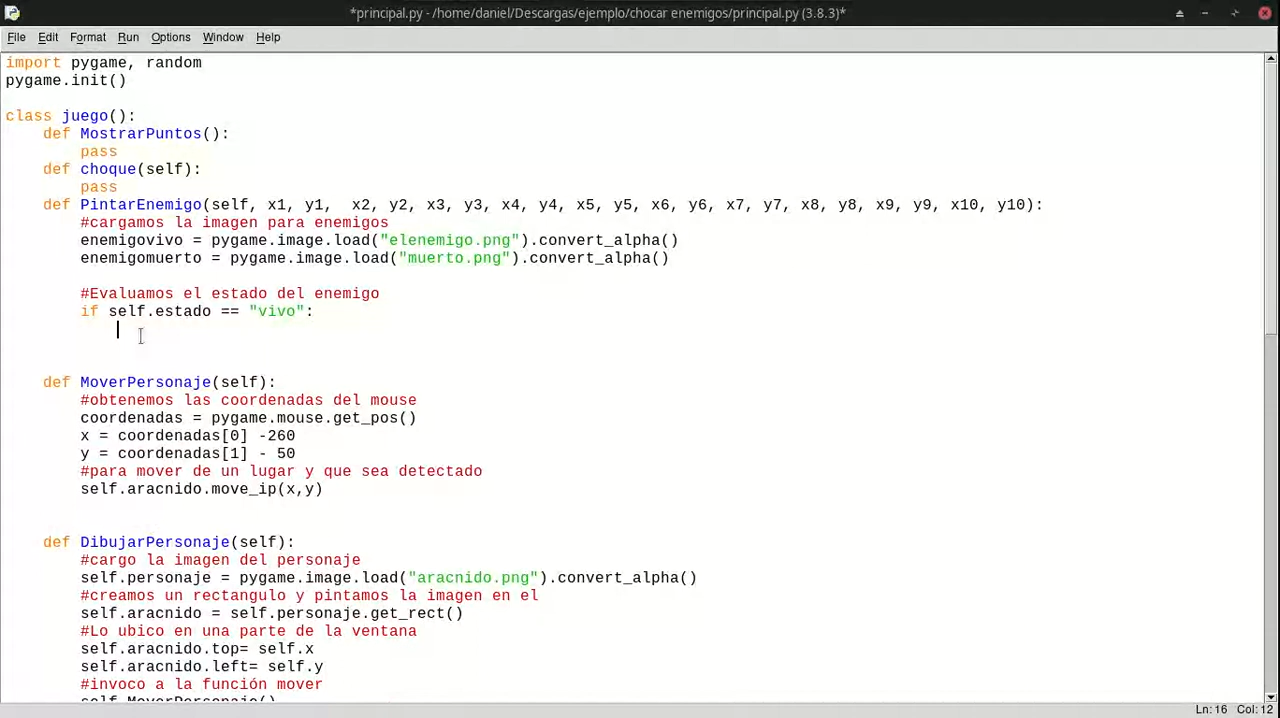 *principal.py - /home/daniel/Descargas/ejemplo/chocar enemigos/principal.py (3.8.3)*
File Edit Format Run Options Window Help
import pygame, random
pygame.init()
class juego():
    def MostrarPuntos():
        pass
    def choque(self):
        pass
    def PintarEnemigo(self, x1, y1,  x2, y2, x3, y3, x4, y4, x5, y5, x6, y6, x7, y7, x8, y8, x9, y9, x10, y10):
        #cargamos la imagen para enemigos
        enemigovivo = pygame.image.load("elenemigo.png").convert_alpha()
        enemigomuerto = pygame.image.load("muerto.png").convert_alpha()
        #Evaluamos el estado del enemigo
        if self.estado == "vivo":
    def MoverPersonaje(self):
        #obtenemos las coordenadas del mouse
        coordenadas = pygame.mouse.get_pos()
        x = coordenadas[0] -260
        y = coordenadas[1] - 50
        #para mover de un lugar y que sea detectado
        self.aracnido.move_ip(x,y)
    def DibujarPersonaje(self):
        #cargo la imagen del personaje
        self.personaje = pygame.image.load("aracnido.png").convert_alpha()
        #creamos un rectangulo y pintamos la imagen en el
        self.aracnido = self.personaje.get_rect()
        #Lo ubico en una parte de la ventana
        self.aracnido.top= self.x
        self.aracnido.left= self.y
        #invoco a la función mover
        self.MoverPersonaje()
Ln: 16 Col: 12